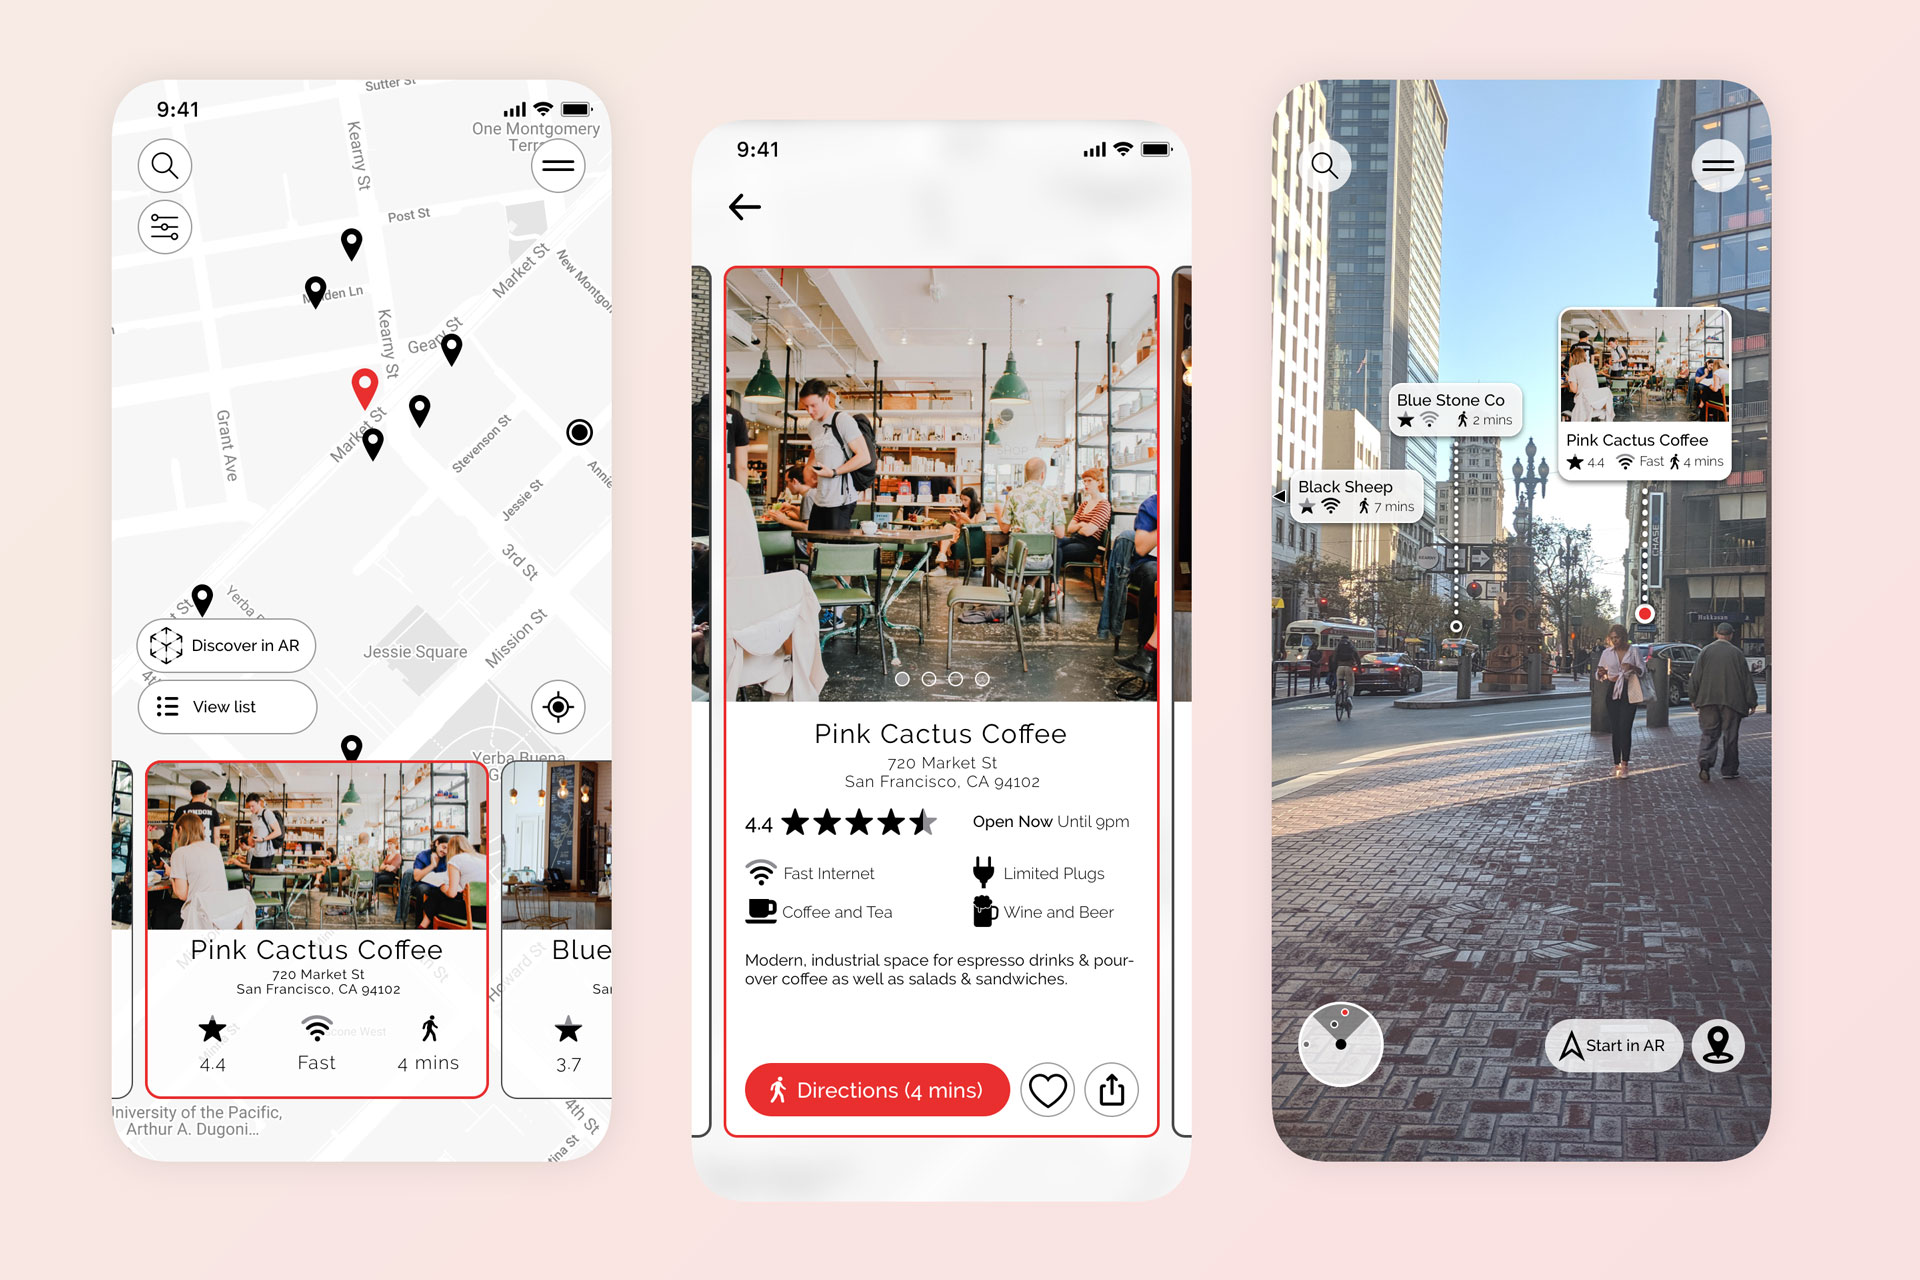 9:41
Sutter St
One Montgomery
Terr
Kearny St
Post St
Market St
New Montgom
Maiden Ln
Kearny St
Geary St
Market St
Grant Ave
Stevenson St
Annie
Jessie St
3rd St
Yerba
Mission St
Discover in AR
Jessie Square
View list
Yerba Buena
LONDON
Pink Cactus Coffee
720 Market St
San Francisco, CA 94102
4.4
Fast
4 mins
Blue
San
3.7
Howard St
University of the Pacific,
Arthur A. Dugoni...
4th St
9:41
Pink Cactus Coffee
720 Market St
San Francisco, CA 94102
4.4
Open Now Until 9pm
Fast Internet
Limited Plugs
Coffee and Tea
Wine and Beer
Modern, industrial space for espresso drinks & pour-
over coffee as well as salads & sandwiches.
Directions (4 mins)
Blue Stone Co
2 mins
Pink Cactus Coffee
4.4 Fast 4 mins
Black Sheep
7 mins
CHASE
Start in AR